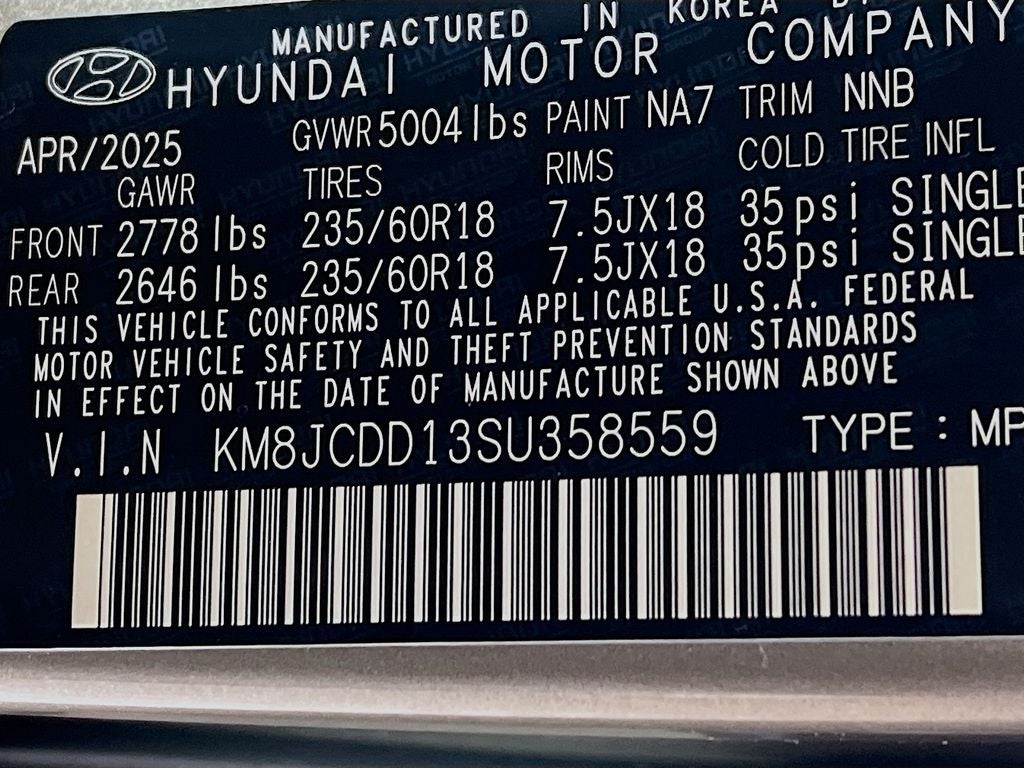 MANUFACTURED IN KOREA
HYUNDAI MOTOR COMPANY
APR/2025 GVWR 5004 lbs PAINT NA7 TRIM NNB
GAWR TIRES RIMS COLD TIRE INFL
FRONT 2778 lbs 235/60R18 7.5JX18 35psi SINGLE
REAR 2646 lbs 235/60R18 7.5JX18 35psi SINGLE
THIS VEHICLE CONFORMS TO ALL APPLICABLE U.S.A. FEDERAL
MOTOR VEHICLE SAFETY AND THEFT PREVENTION STANDARDS
IN EFFECT ON THE DATE OF MANUFACTURE SHOWN ABOVE
V.I.N KM8JCDD13SU358559 TYPE : MP